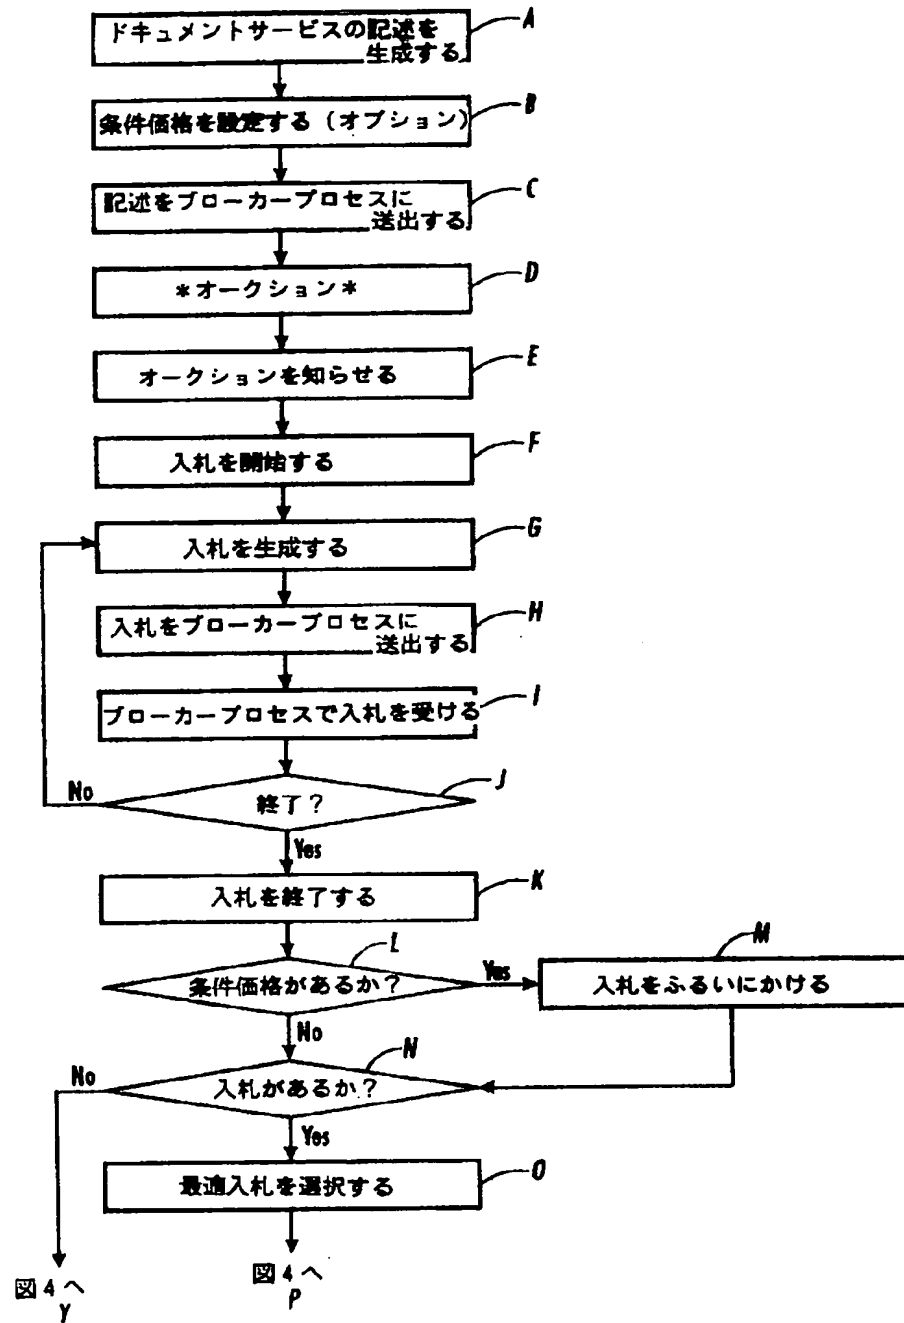 ドキュメントサービスの記述を
生成する
A
条件価格を設定する（オプション）
B
記述をブローカープロセスに
送出する
C
＊オークション＊
D
オークションを知らせる
E
入札を開始する
F
入札を生成する
G
入札をブローカープロセスに
送出する
H
ブローカープロセスで入札を受ける
I
終了？
J
No
Yes
入札を終了する
K
条件価格があるか？
L
Yes
入札をふるいにかける
M
No
入札があるか？
N
No
Yes
最適入札を選択する
O
図4へ
Y
図4へ
P